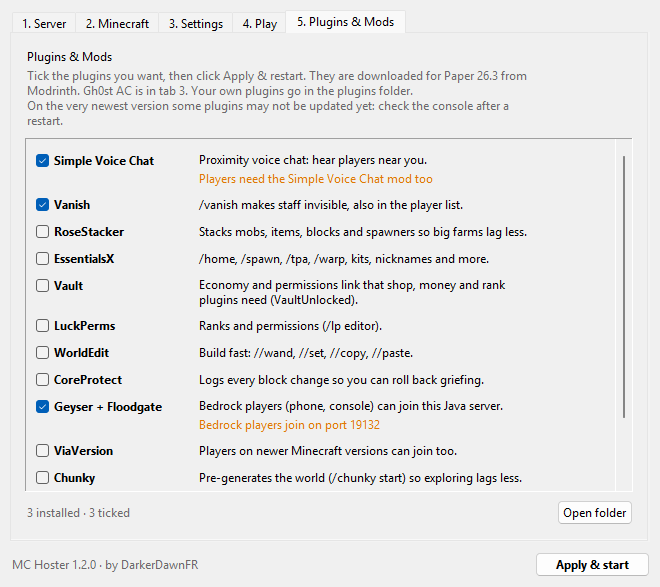 1. Server
2. Minecraft
3. Settings
4. Play
5. Plugins & Mods
Plugins & Mods
Tick the plugins you want, then click Apply & restart. They are downloaded for Paper 26.3 from
Modrinth. Gh0st AC is in tab 3. Your own plugins go in the plugins folder.
On the very newest version some plugins may not be updated yet: check the console after a
restart.
Simple Voice Chat
Proximity voice chat: hear players near you.
Players need the Simple Voice Chat mod too
Vanish
/vanish makes staff invisible, also in the player list.
RoseStacker
Stacks mobs, items, blocks and spawners so big farms lag less.
EssentialsX
/home, /spawn, /tpa, /warp, kits, nicknames and more.
Vault
Economy and permissions link that shop, money and rank
plugins need (VaultUnlocked).
LuckPerms
Ranks and permissions (/lp editor).
WorldEdit
Build fast: //wand, //set, //copy, //paste.
CoreProtect
Logs every block change so you can roll back griefing.
Geyser + Floodgate
Bedrock players (phone, console) can join this Java server.
Bedrock players join on port 19132
ViaVersion
Players on newer Minecraft versions can join too.
Chunky
Pre-generates the world (/chunky start) so exploring lags less.
3 installed · 3 ticked
Open folder
MC Hoster 1.2.0 · by DarkerDawnFR
Apply & start